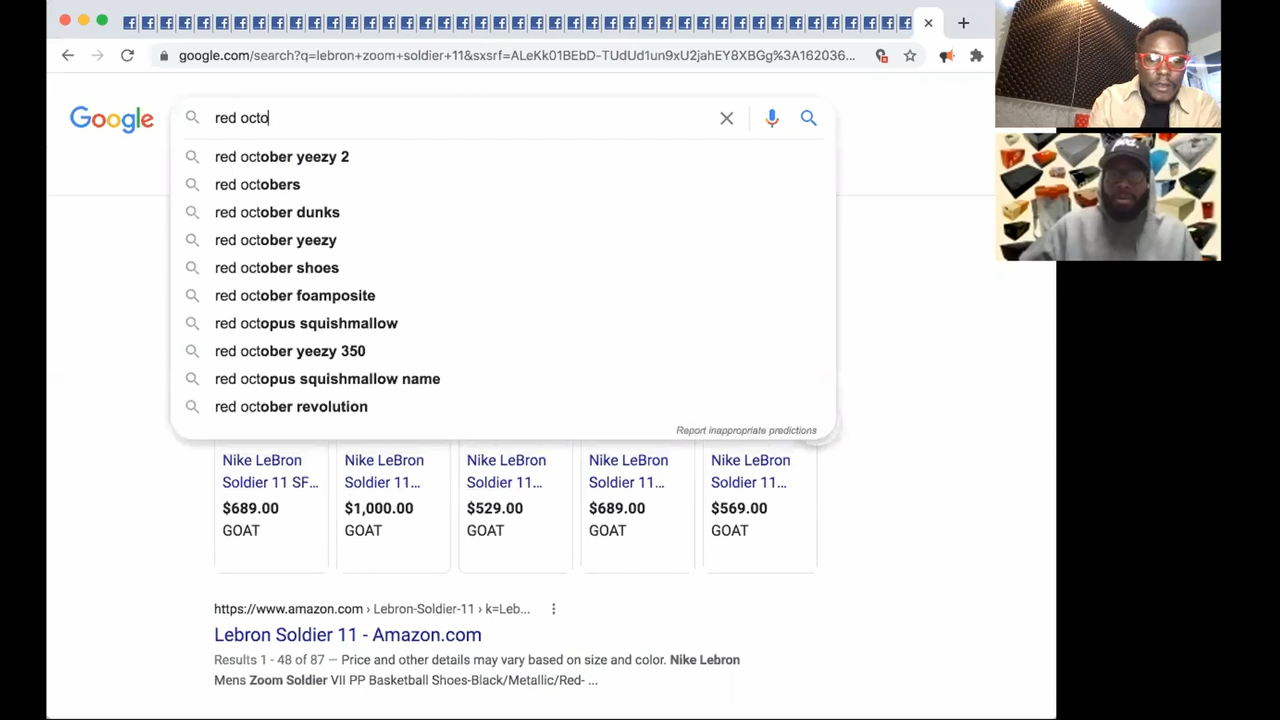 google.com/search?q=lebron+zoom+soldier+11&sxsrf=ALeKk01BEbD-TUdUd1un9xU2jahEY8XBGg%3A162036...
Google
red octo
red october yeezy 2
red octobers
red october dunks
red october yeezy
red october shoes
red october foamposite
red octopus squishmallow
red october yeezy 350
red octopus squishmallow name
red october revolution
Report inappropriate predictions
Nike LeBron Nike LeBron Nike LeBron Nike LeBron Nike LeBron
Soldier 11 SF... Soldier 11... Soldier 11... Soldier 11... Soldier 11...
$689.00 $1,000.00 $529.00 $689.00 $569.00
GOAT GOAT GOAT GOAT GOAT
https://www.amazon.com › Lebron-Soldier-11 › k=Leb...
Lebron Soldier 11 - Amazon.com
Results 1 - 48 of 87 — Price and other details may vary based on size and color. Nike Lebron
Mens Zoom Soldier VII PP Basketball Shoes-Black/Metallic/Red- ...